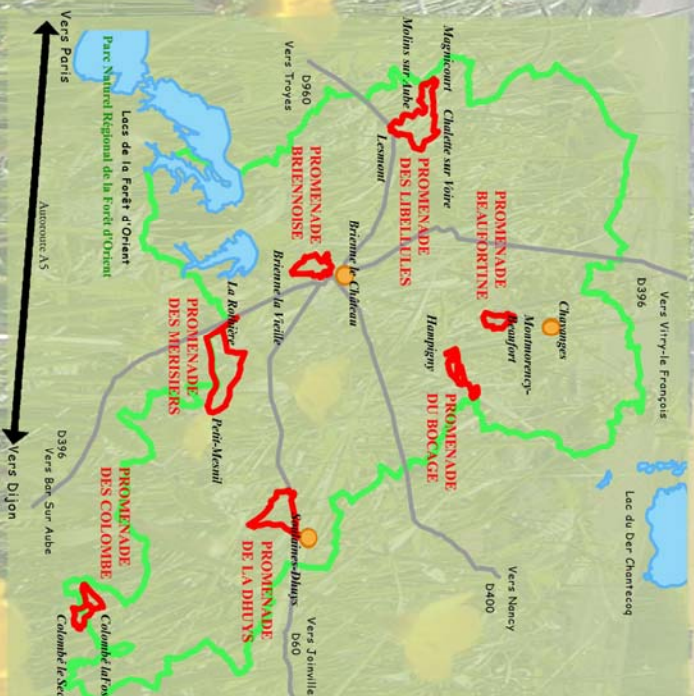 Vers Vitry-le François
D396
Lac du Der Chantecoq
Chavanges
Montmorency-
Beaufort
PROMENADE
BEAUFORTINE
Vers Nancy
D400
Magnicourt
Chalette sur Voire
Molins sur Aube
PROMENADE
DES LIBELLULES
Lesmont
PROMENADE
DU BOCAGE
Hampigny
Brienne le Château
D960
Vers Troyes
PROMENADE
BRIENNOISE
Brienne la Vieille
Vers Joinville
D60
Soulaines-Dhuys
PROMENADE
DE LA DHUYS
La Rothière
Petit-Mesnil
PROMENADE
DES MERISIERS
Lacs de la Forêt d'Orient
Parc Naturel Régional de la Forêt d'Orient
PROMENADE
DES COLOMBE
Colombé laFos
Colombé le Sec
D396
Vers Bar Sur Aube
Vers Paris
Autoroute A5
Vers Dijon